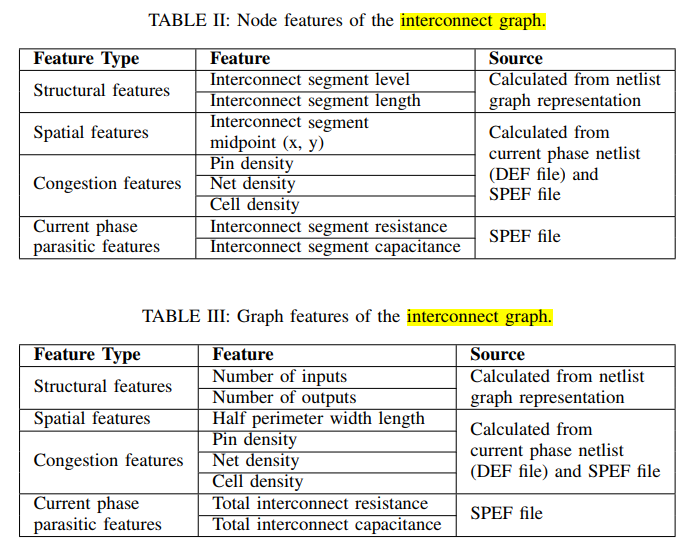 TABLE II: Node features of the interconnect graph.
Feature Type Feature Source
Structural features
Interconnect segment level
Interconnect segment length
Calculated from netlist
graph representation
Spatial features
Interconnect segment
midpoint (x, y)
Congestion features
Pin density
Net density
Cell density
Calculated from
current phase netlist
(DEF file) and
SPEF file
Current phase
parasitic features
Interconnect segment resistance
Interconnect segment capacitance
SPEF file
TABLE III: Graph features of the interconnect graph.
Feature Type Feature Source
Structural features
Number of inputs
Number of outputs
Calculated from netlist
graph representation
Spatial features
Half perimeter width length
Congestion features
Pin density
Net density
Cell density
Calculated from
current phase netlist
(DEF file) and SPEF file
Current phase
parasitic features
Total interconnect resistance
Total interconnect capacitance
SPEF file